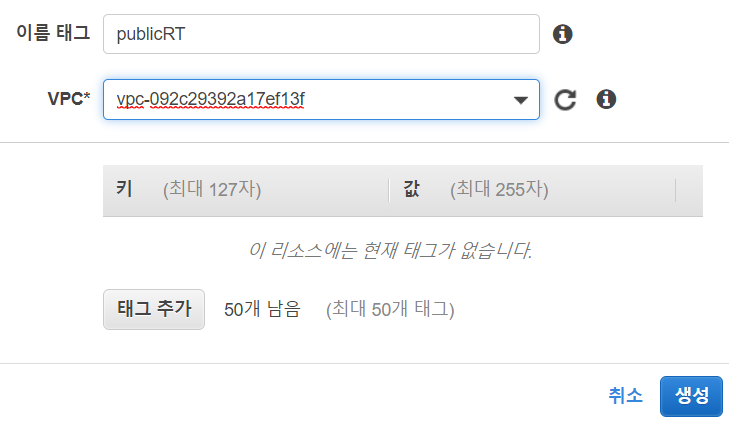 이름 태그 publicRT
VPC* vpc-092c29392a17ef13f
키 (최대 127자) 값 (최대 255자)
이 리소스에는 현재 태그가 없습니다.
태그 추가 50개 남음 (최대 50개 태그)
취소 생성